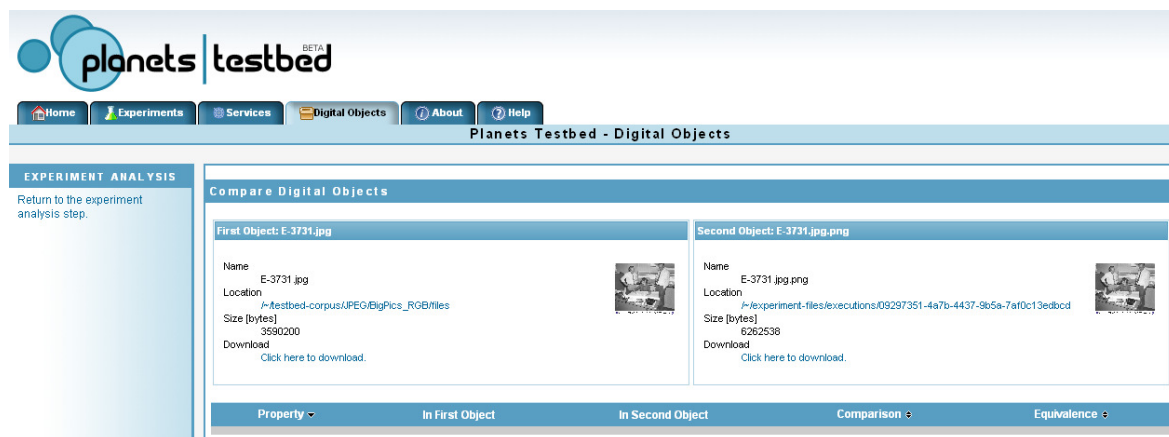 BETA
planets testbed
Home Experiments Services Digital Objects About Help
Planets Testbed - Digital Objects
EXPERIMENT ANALYSIS
Return to the experiment
analysis step.
Compare Digital Objects
First Object: E-3731.jpg
Name
E-3731.jpg
Location
/~/testbed-corpus/JPEG/BigPics_RGB/files
Size [bytes]
3590200
Download
Click here to download.
Second Object: E-3731.jpg.png
Name
E-3731.jpg.png
Location
/~/experiment-files/executions/09297351-4a7b-4437-9b5a-7af0c13edbcd
Size [bytes]
6262538
Download
Click here to download.
Property In First Object In Second Object Comparison Equivalence